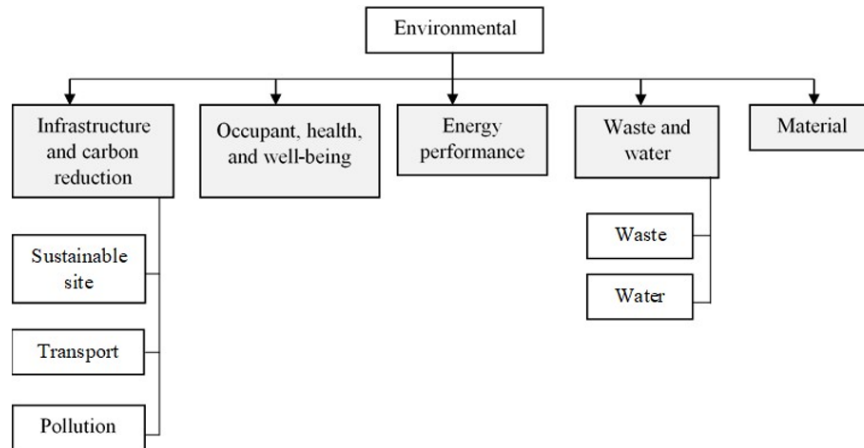 Environmental
Infrastructure
and carbon
reduction
Occupant, health,
and well-being
Energy
performance
Waste and
water
Material
Sustainable
site
Transport
Pollution
Waste
Water